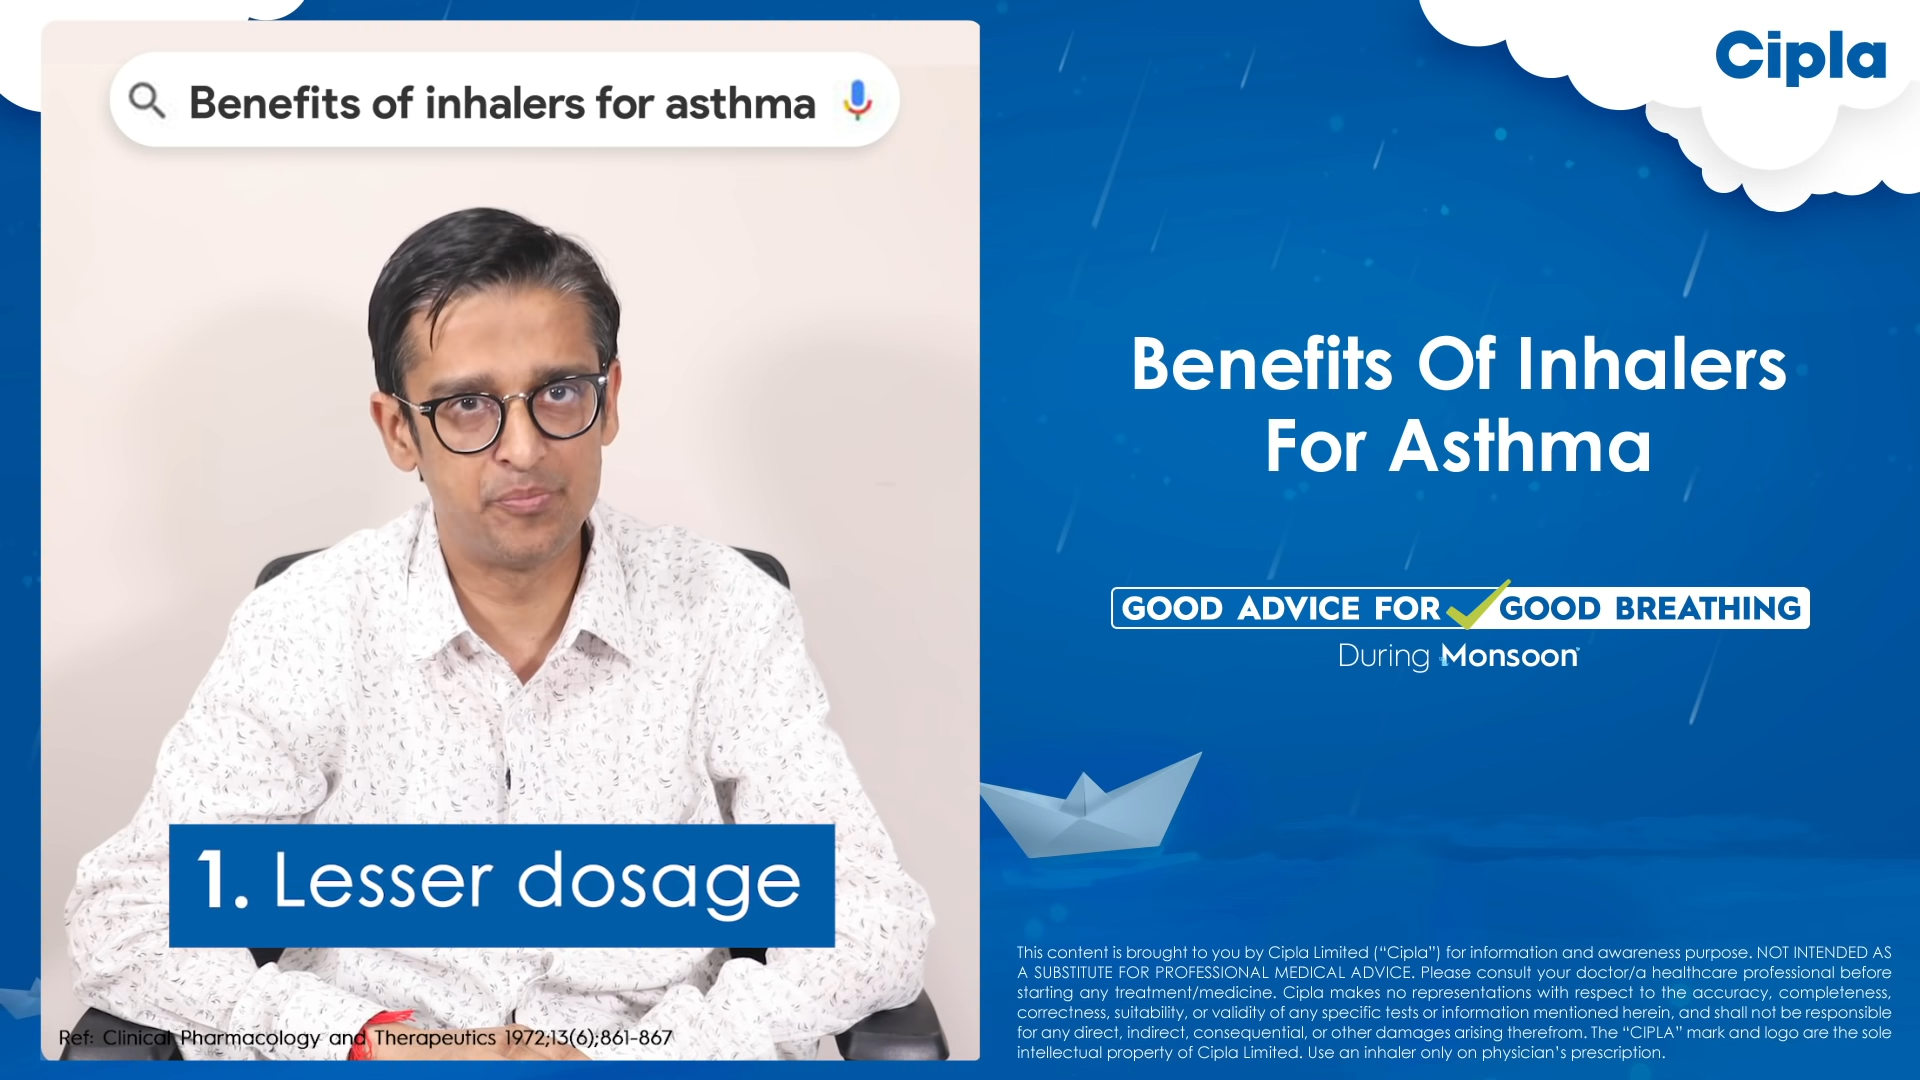 Benefits of inhalers for asthma
1. Lesser dosage
Ref: Clinical Pharmacology and Therapeutics 1972;13(6);861-867
Cipla
Benefits Of Inhalers
For Asthma
GOOD ADVICE FOR GOOD BREATHING
During Monsoon
This content is brought to you by Cipla Limited (“Cipla”) for information and awareness purpose. NOT INTENDED AS
A SUBSTITUTE FOR PROFESSIONAL MEDICAL ADVICE. Please consult your doctor/a healthcare professional before
starting any treatment/medicine. Cipla makes no representations with respect to the accuracy, completeness,
correctness, suitability, or validity of any specific tests or information mentioned herein, and shall not be responsible
for any direct, indirect, consequential, or other damages arising therefrom. The “CIPLA” mark and logo are the sole
intellectual property of Cipla Limited. Use an inhaler only on physician’s prescription.